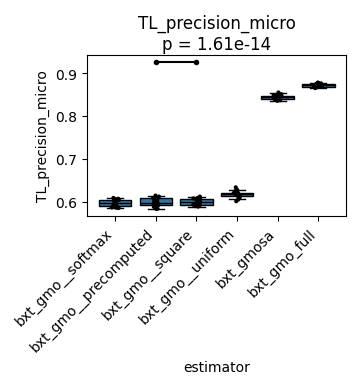 TL_precision_micro
p = 1.61e-14
TL_precision_micro
0.9
0.8
0.7
0.6
bxt_gmo__softmax
bxt_gmo__precomputed
bxt_gmo__square
bxt_gmo__uniform
bxt_gmosa
bxt_gmo_full
estimator